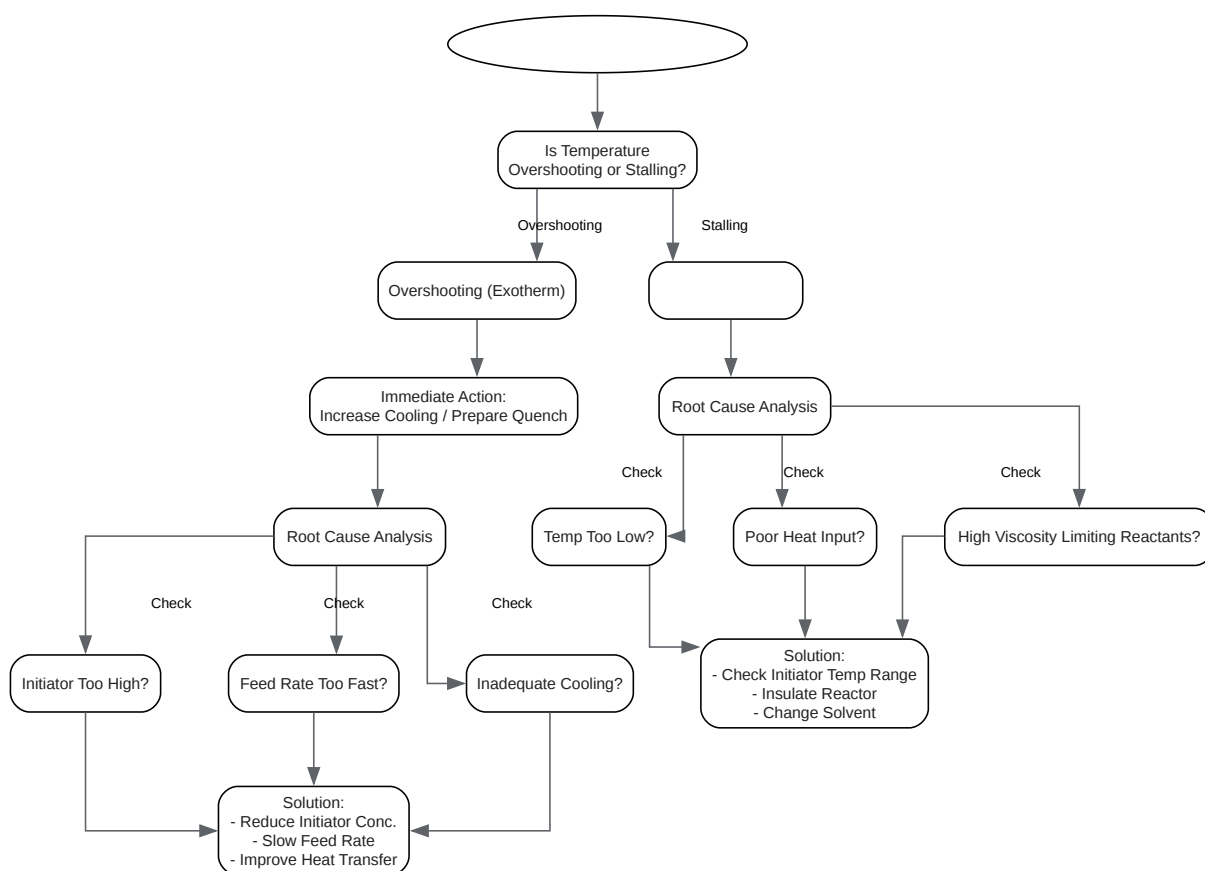 Is Temperature
Overshooting or Stalling?
Overshooting
Stalling
Overshooting (Exotherm)
Immediate Action:
Increase Cooling / Prepare Quench
Root Cause Analysis
Check
Check
Check
Root Cause Analysis
Temp Too Low?
Poor Heat Input?
High Viscosity Limiting Reactants?
Check
Check
Check
Initiator Too High?
Feed Rate Too Fast?
Inadequate Cooling?
Solution:
- Check Initiator Temp Range
- Insulate Reactor
- Change Solvent
Solution:
- Reduce Initiator Conc.
- Slow Feed Rate
- Improve Heat Transfer